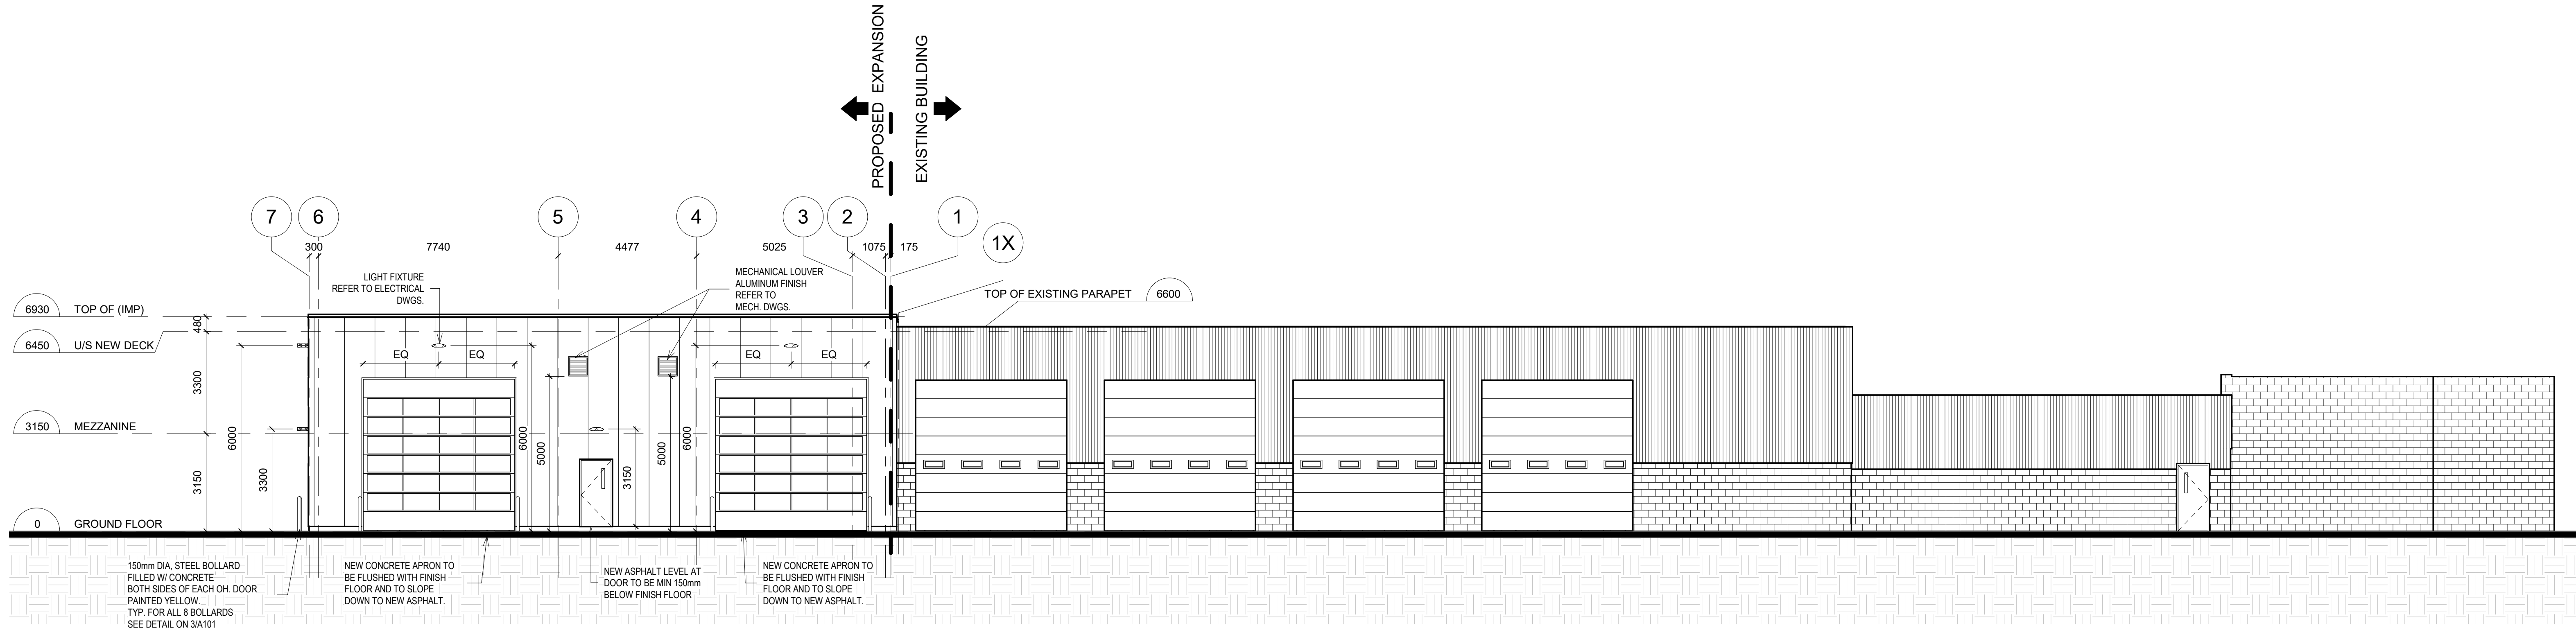 PROPOSED EXPANSION
EXISTING BUILDING
7
6
5
4
3
2
1
1X
300
7740
4477
5025
1075
175
LIGHT FIXTURE
REFER TO ELECTRICAL
DWGS.
MECHANICAL LOUVER
ALUMINUM FINISH
REFER TO
MECH. DWGS.
TOP OF EXISTING PARAPET
6600
6930
TOP OF (IMP)
480
6450
U/S NEW DECK
3300
EQ
EQ
EQ
EQ
3150
MEZZANINE
6000
6000
5000
5000
6000
3150
3300
3150
0
GROUND FLOOR
150mm DIA, STEEL BOLLARD
FILLED W/ CONCRETE
BOTH SIDES OF EACH OH. DOOR
PAINTED YELLOW.
TYP. FOR ALL 8 BOLLARDS
SEE DETAIL ON 3/A101
NEW CONCRETE APRON TO
BE FLUSHED WITH FINISH
FLOOR AND TO SLOPE
DOWN TO NEW ASPHALT.
NEW ASPHALT LEVEL AT
DOOR TO BE MIN 150mm
BELOW FINISH FLOOR
NEW CONCRETE APRON TO
BE FLUSHED WITH FINISH
FLOOR AND TO SLOPE
DOWN TO NEW ASPHALT.